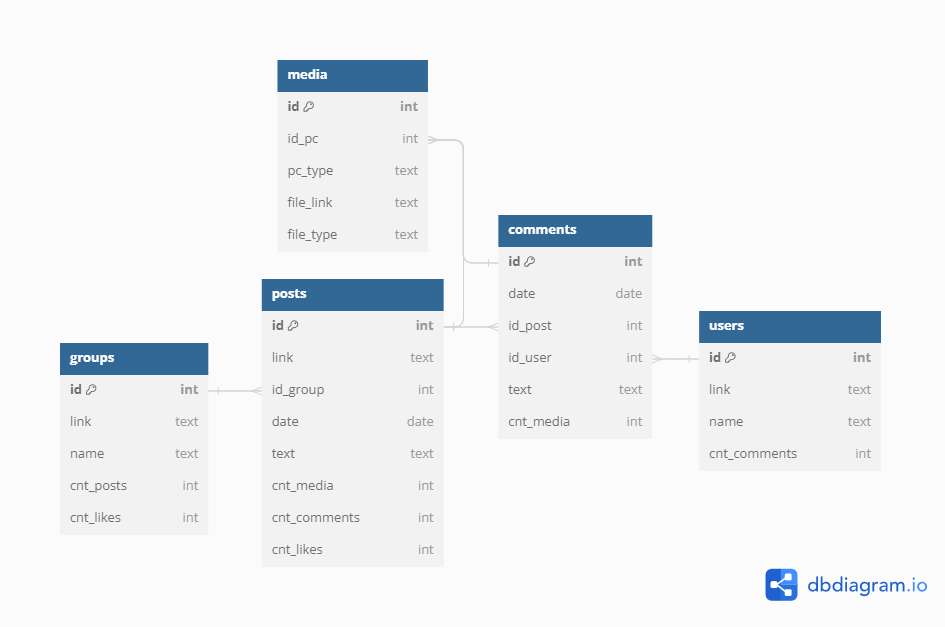 media
id int
id_pc int
pc_type text
file_link text
file_type text
comments
id int
date date
id_post int
id_user int
text text
cnt_media int
posts
id int
link text
id_group int
date date
text text
cnt_media int
cnt_comments int
cnt_likes int
users
id int
link text
name text
cnt_comments int
groups
id int
link text
name text
cnt_posts int
cnt_likes int
dbdiagram.io